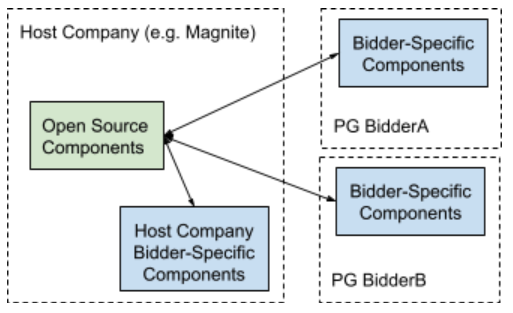 Host Company (e.g. Magnite)
Open Source
Components
Host Company
Bidder-Specific
Components
Bidder-Specific
Components
PG BidderA
Bidder-Specific
Components
PG BidderB